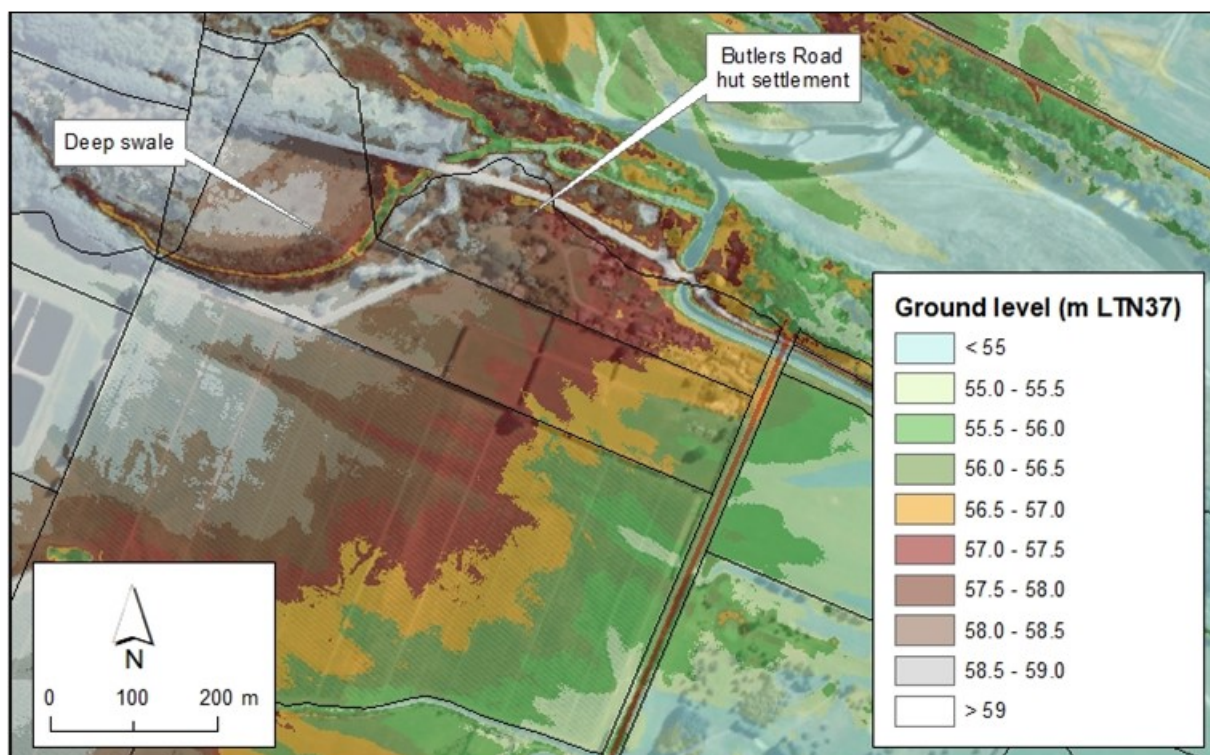 Butlers Road
hut settlement
Deep swale
Ground level (m LTN37)
< 55
55.0 - 55.5
55.5 - 56.0
56.0 - 56.5
56.5 - 57.0
57.0 - 57.5
57.5 - 58.0
58.0 - 58.5
58.5 - 59.0
> 59
N
0 100 200 m